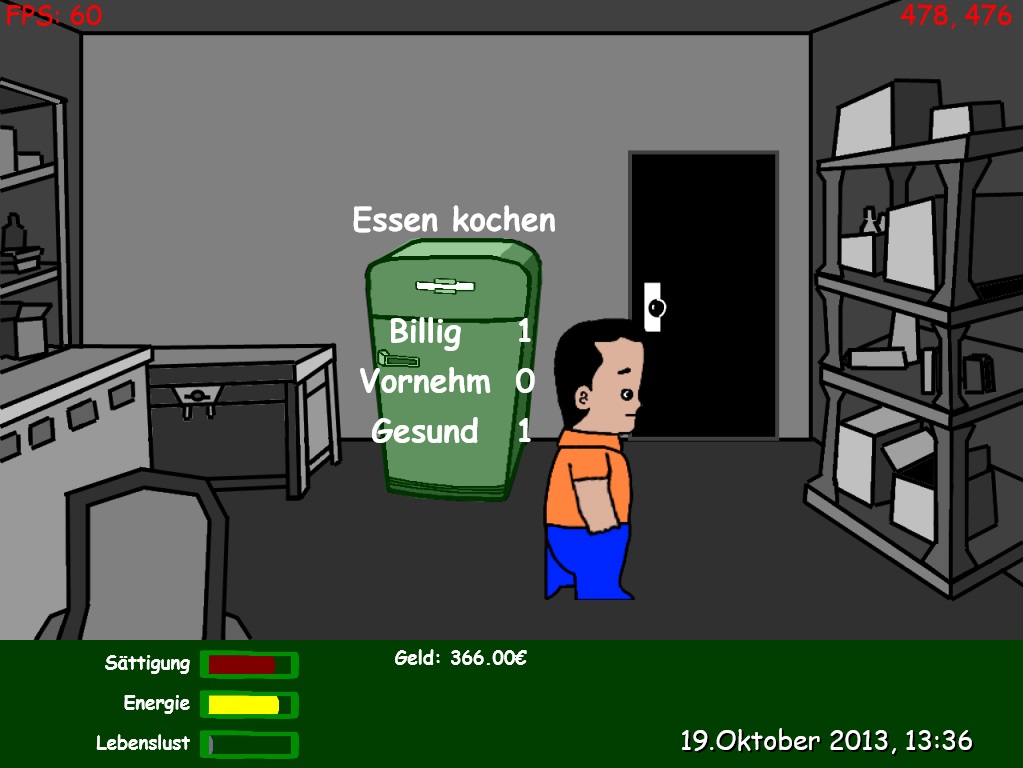 FPS: 60
478, 476
Essen kochen
Billig 1
Vornehm 0
Gesund 1
Sättigung
Geld: 366.00€
Energie
Lebenslust
19.Oktober 2013, 13:36